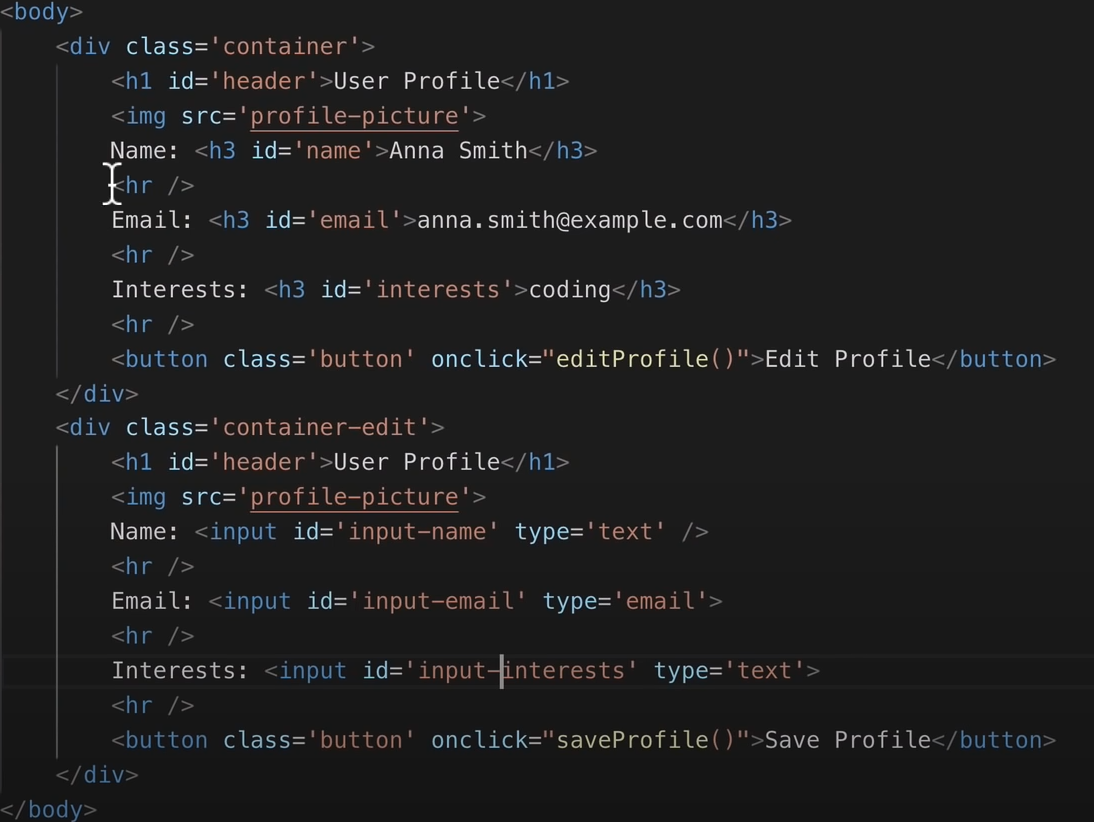 <body>
<div class='container'>
<h1 id='header'>User Profile</h1>
<img src='profile-picture'>
Name: <h3 id='name'>Anna Smith</h3>
<hr />
Email: <h3 id='email'>anna.smith@example.com</h3>
<hr />
Interests: <h3 id='interests'>coding</h3>
<hr />
<button class='button' onclick="editProfile()">Edit Profile</button>
</div>
<div class='container-edit'>
<h1 id='header'>User Profile</h1>
<img src='profile-picture'>
Name: <input id='input-name' type='text' />
<hr />
Email: <input id='input-email' type='email'>
<hr />
Interests: <input id='input-interests' type='text'>
<hr />
<button class='button' onclick="saveProfile()">Save Profile</button>
</div>
</body>